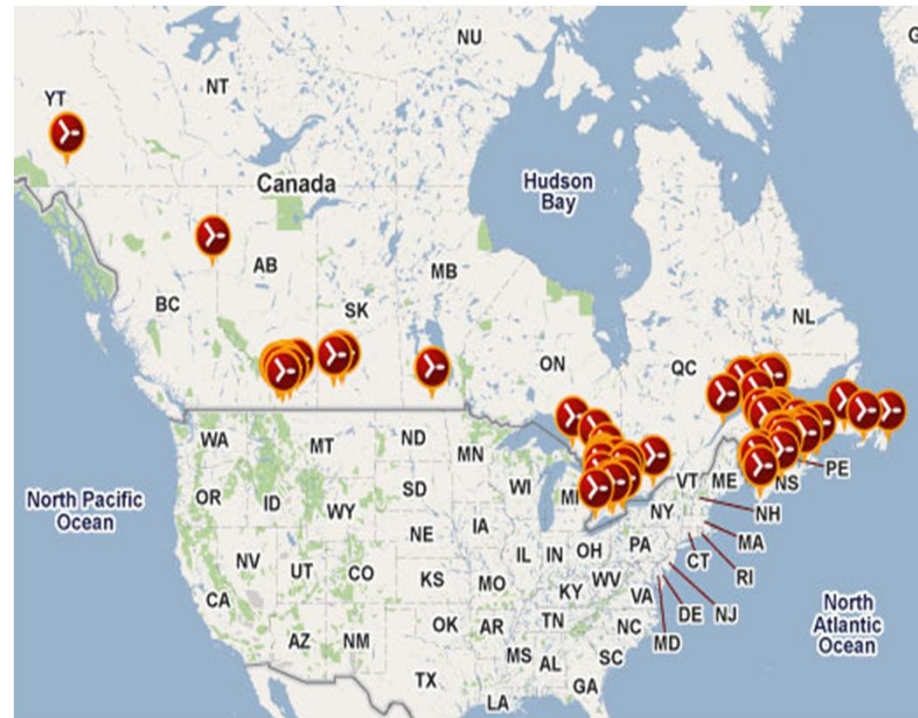 NU
G
NT
YT
Canada
Hudson
Bay
AB
MB
BC
SK
NL
ON
QC
WA
MT
ND
MN
PE
VT
ME
NS
OR
ID
SD
WI
MI
North Pacific
Ocean
WY
NY
NH
NE
IA
MA
NV
IL
IN
OH
PA
CT
UT
CO
KS
MO
WV
RI
CA
KY
VA
North
Atlantic
Ocean
DE
NJ
OK
AR
TN
NC
AZ
NM
MD
MS
AL
SC
TX
GA
LA